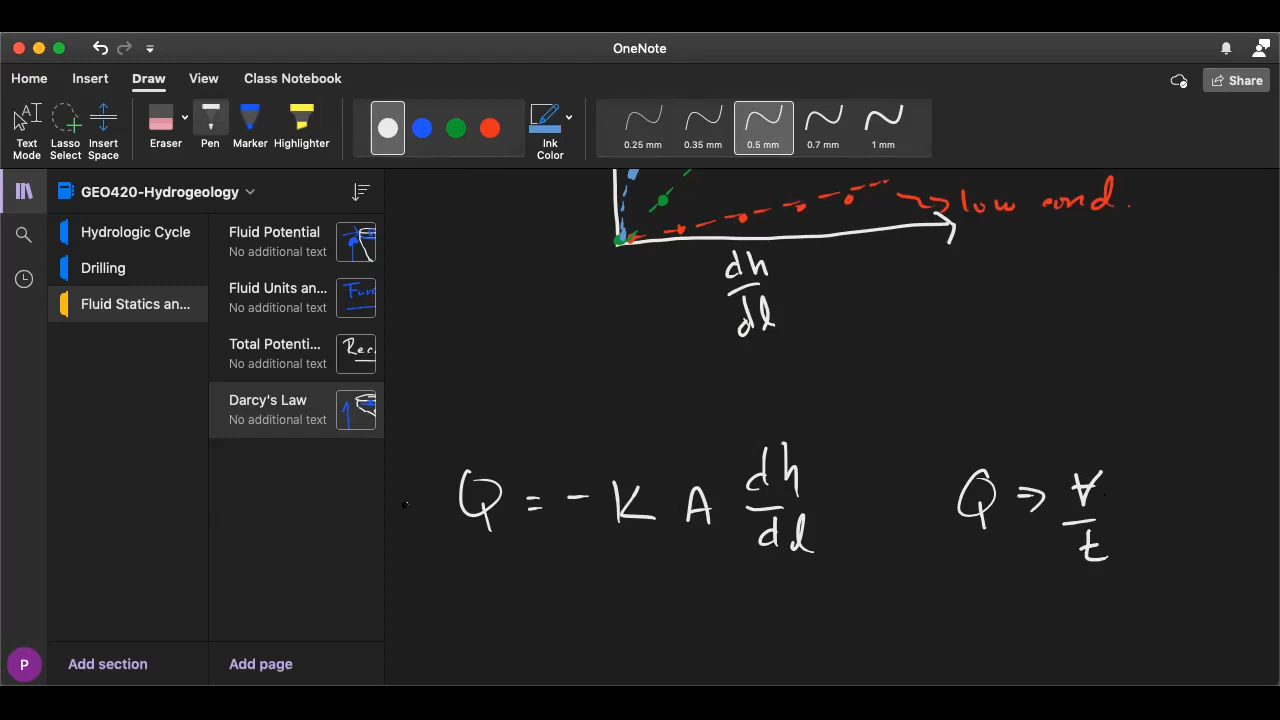 OneNote
Home Insert Draw View Class Notebook
Share
Text Mode
Lasso Select
Insert Space
Eraser
Pen
Marker
Highlighter
Ink Color
0.25 mm
0.35 mm
0.5 mm
0.7 mm
1 mm
GEO420-Hydrogeology
Hydrologic Cycle
Drilling
Fluid Statics an...
Fluid Potential
No additional text
Fluid Units an...
No additional text
Total Potenti...
No additional text
Rec
Darcy's Law
No additional text
low cond.
dh
dl
Q = - K A dh/dl
Q ⇒ V̶/t
P
Add section
Add page